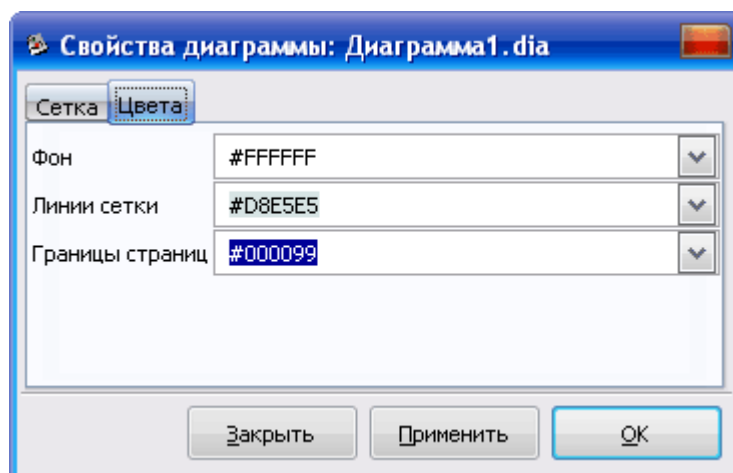 Свойства диаграммы: Диаграмма1.dia
Сетка Цвета
Фон #FFFFFF
Линии сетки #D8E5E5
Границы страниц #000099
Закрыть Применить OK